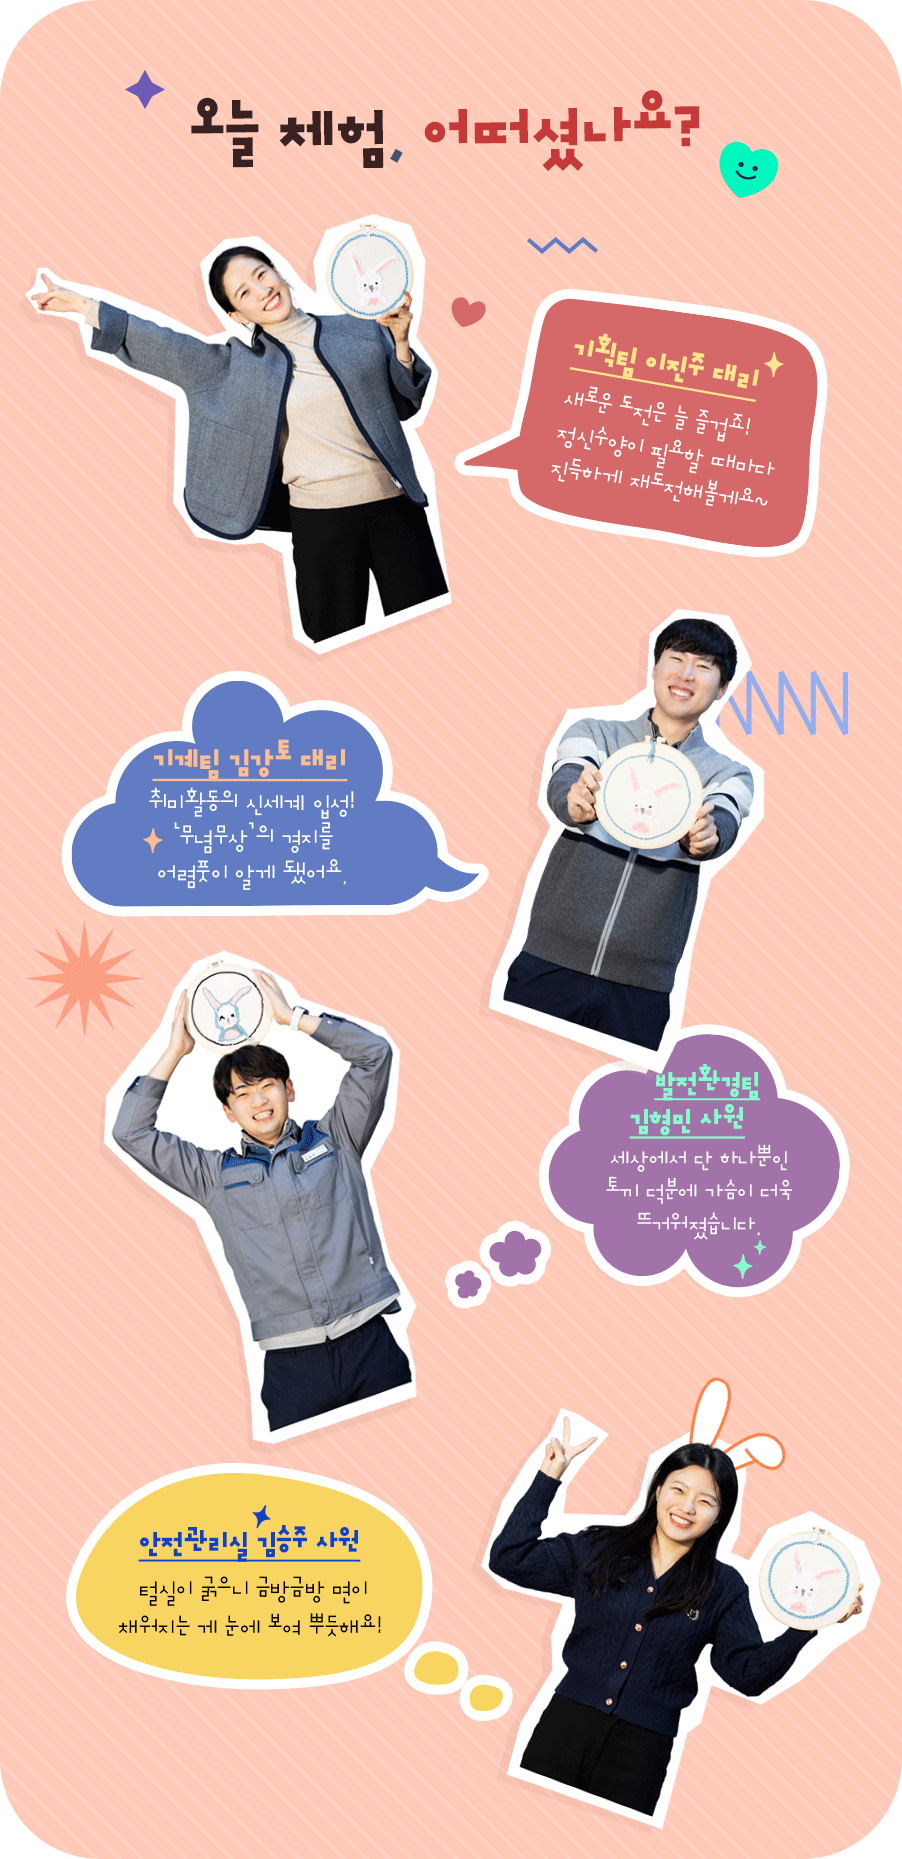 오늘 체험, 어떠셨나요?
기획팀 이진주 대리
새로운 도전은 늘 즐겁죠!
정신수양이 필요할 때마다
진득하게 재도전해볼게요~
기계팀 김강토 대리
취미활동의 신세계 입성!
'무념무상'의 경지를
어렴풋이 알게 됐어요.
발전환경팀
김형민 사원
세상에서 단 하나뿐인
토끼 덕분에 가슴이 더욱
뜨거워졌습니다.
안전관리실 김승주 사원
털실이 굵으니 금방금방 면이
채워지는 게 눈에 보여 뿌듯해요!